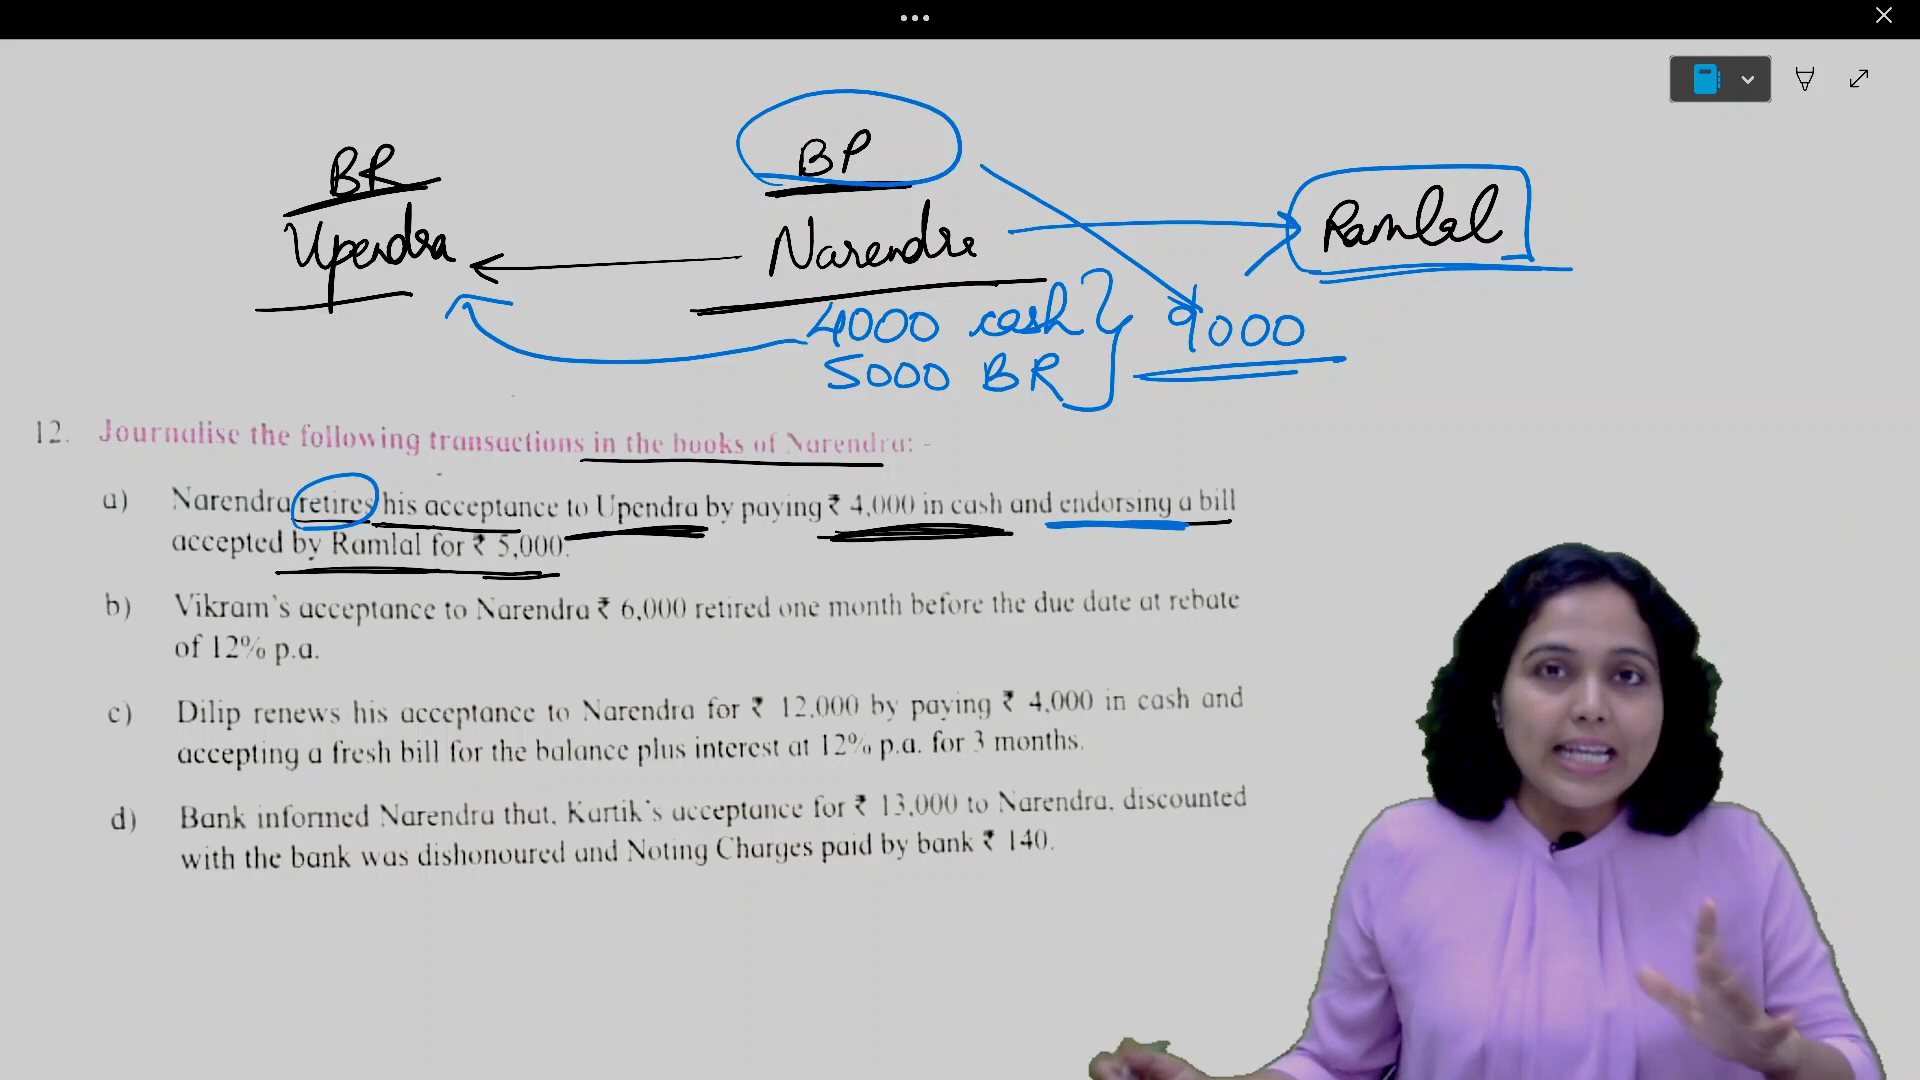 BR
BP
Upendra
Narendra
Ramlal
4000 cash
9000
5000 BR
12. Journalise the following transactions in the books of Narendra: -
a) Narendra retires his acceptance to Upendra by paying ₹ 4,000 in cash and endorsing a bill
accepted by Ramlal for ₹ 5,000.
b) Vikram's acceptance to Narendra ₹ 6,000 retired one month before the due date at rebate
of 12% p.a.
c) Dilip renews his acceptance to Narendra for ₹ 12,000 by paying ₹ 4,000 in cash and
accepting a fresh bill for the balance plus interest at 12% p.a. for 3 months.
d) Bank informed Narendra that, Kartik's acceptance for ₹ 13,000 to Narendra, discounted
with the bank was dishonoured and Noting Charges paid by bank ₹ 140.